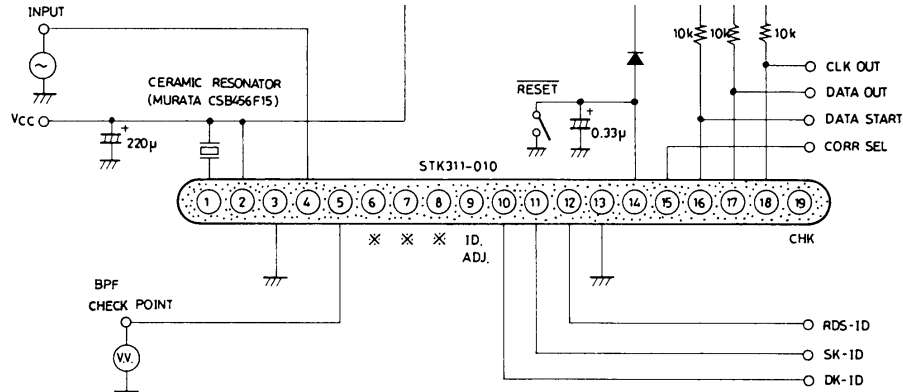 INPUT
~
10k 10k 10k
CERAMIC RESONATOR
(MURATA CSB456F15)
RESET
CLK OUT
DATA OUT
DATA START
CORR SEL
VCC
+
220μ
+
0.33μ
STK311-010
1 2 3 4 5 6 7 8 9 10 11 12 13 14 15 16 17 18 19
※ ※ ※ ID.
ADJ.
CHK
BPF
CHECK POINT
V.V.
RDS-ID
SK-ID
DK-ID